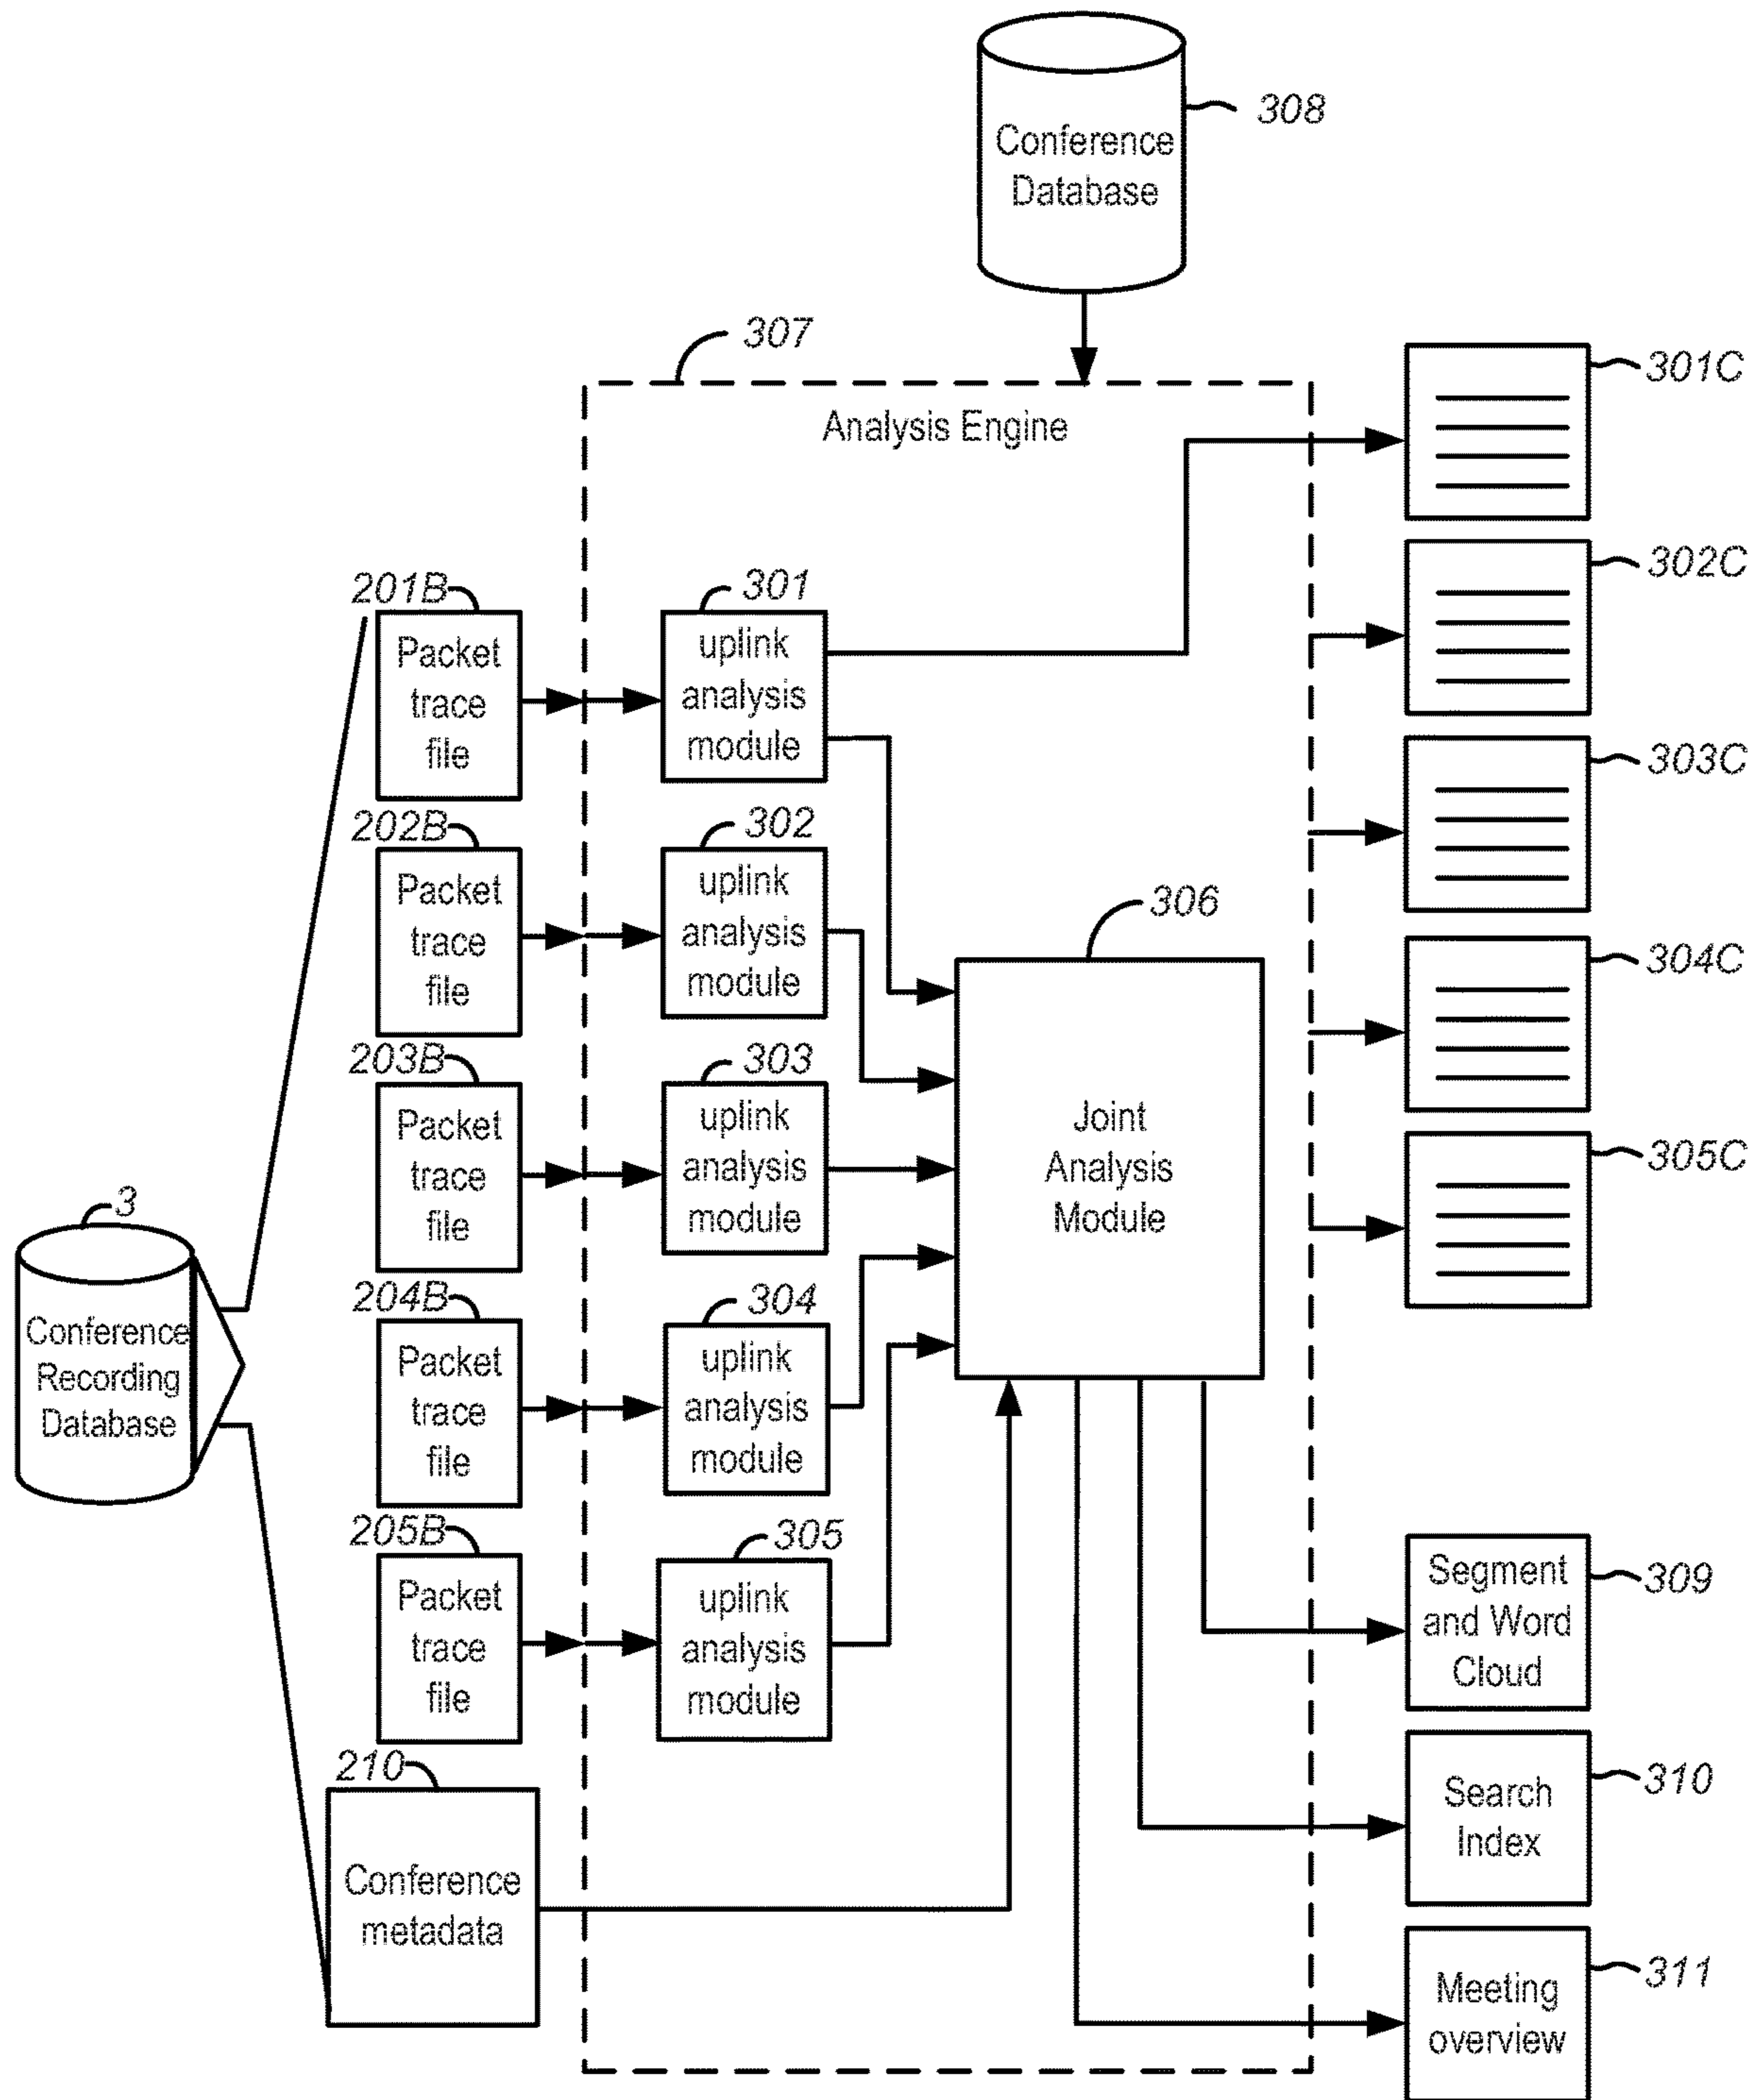 Conference
Database
308
307
Analysis Engine
301C
302C
303C
304C
305C
201B
Packet
trace
file
301
uplink
analysis
module
202B
Packet
trace
file
302
uplink
analysis
module
203B
Packet
trace
file
303
uplink
analysis
module
204B
Packet
trace
file
304
uplink
analysis
module
205B
Packet
trace
file
305
uplink
analysis
module
306
Joint
Analysis
Module
3
Conference
Recording
Database
210
Conference
metadata
Segment
and Word
Cloud
309
Search
Index
310
Meeting
overview
311